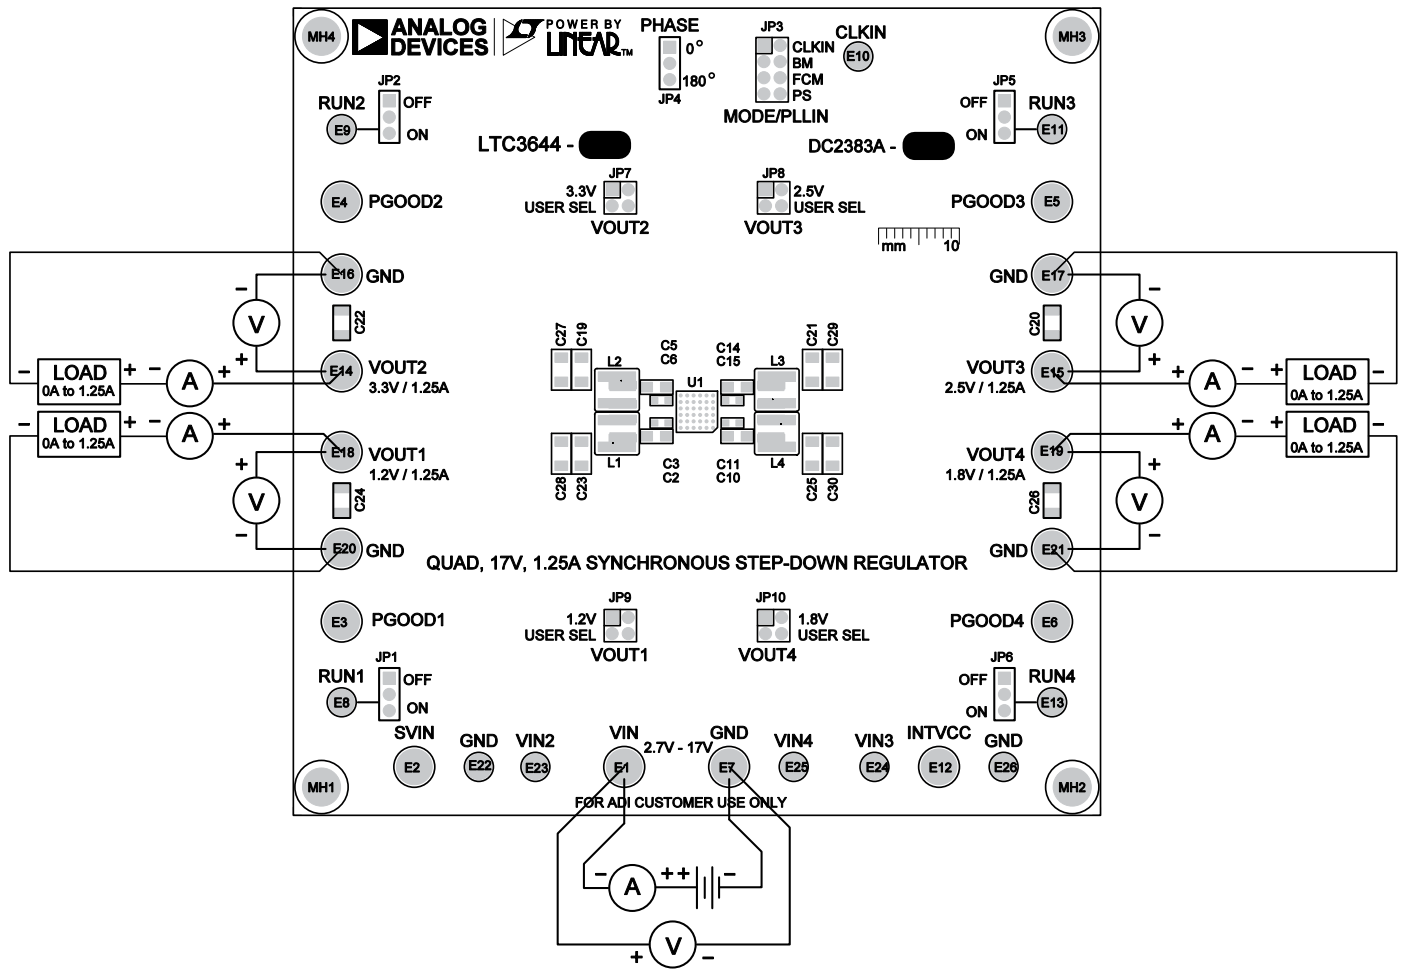 MH4
ANALOG DEVICES
POWER BY
LINEAR™
PHASE
0°
180°
JP4
JP3
CLKIN
BM
FCM
PS
MODE/PLLIN
CLKIN
E10
MH3
JP2
RUN2
OFF
E9
ON
LTC3644 -
DC2383A -
JP5
OFF
RUN3
ON
E11
E4
PGOOD2
JP7
3.3V
USER SEL
VOUT2
JP8
2.5V
USER SEL
VOUT3
PGOOD3
E5
mm 10
E16
GND
GND
E17
–
V
+
C22
C20
–
V
+
E14
VOUT2
3.3V / 1.25A
VOUT3
2.5V / 1.25A
E15
– LOAD +
0A to 1.25A
– A +
+ A –
+ LOAD –
0A to 1.25A
– LOAD +
0A to 1.25A
– A +
+ A –
+ LOAD –
0A to 1.25A
C27
C19
L2
C5
C6
U1
C14
C15
L3
C21
C29
C28
C23
L1
C3
C2
C11
C10
L4
C25
C30
E18
VOUT1
1.2V / 1.25A
VOUT4
1.8V / 1.25A
E19
+
V
–
C24
C26
+
V
–
E20
GND
GND
E21
QUAD, 17V, 1.25A SYNCHRONOUS STEP-DOWN REGULATOR
E3
PGOOD1
JP9
1.2V
USER SEL
VOUT1
JP10
1.8V
USER SEL
VOUT4
PGOOD4
E6
JP1
RUN1
OFF
E8
ON
JP6
OFF
RUN4
ON
E13
SVIN
E2
GND
E22
VIN2
E23
VIN
E1
2.7V - 17V
GND
E7
VIN4
E25
VIN3
E24
INTVCC
E12
GND
E26
MH1
MH2
FOR ADI CUSTOMER USE ONLY
– A + + –
+ V –